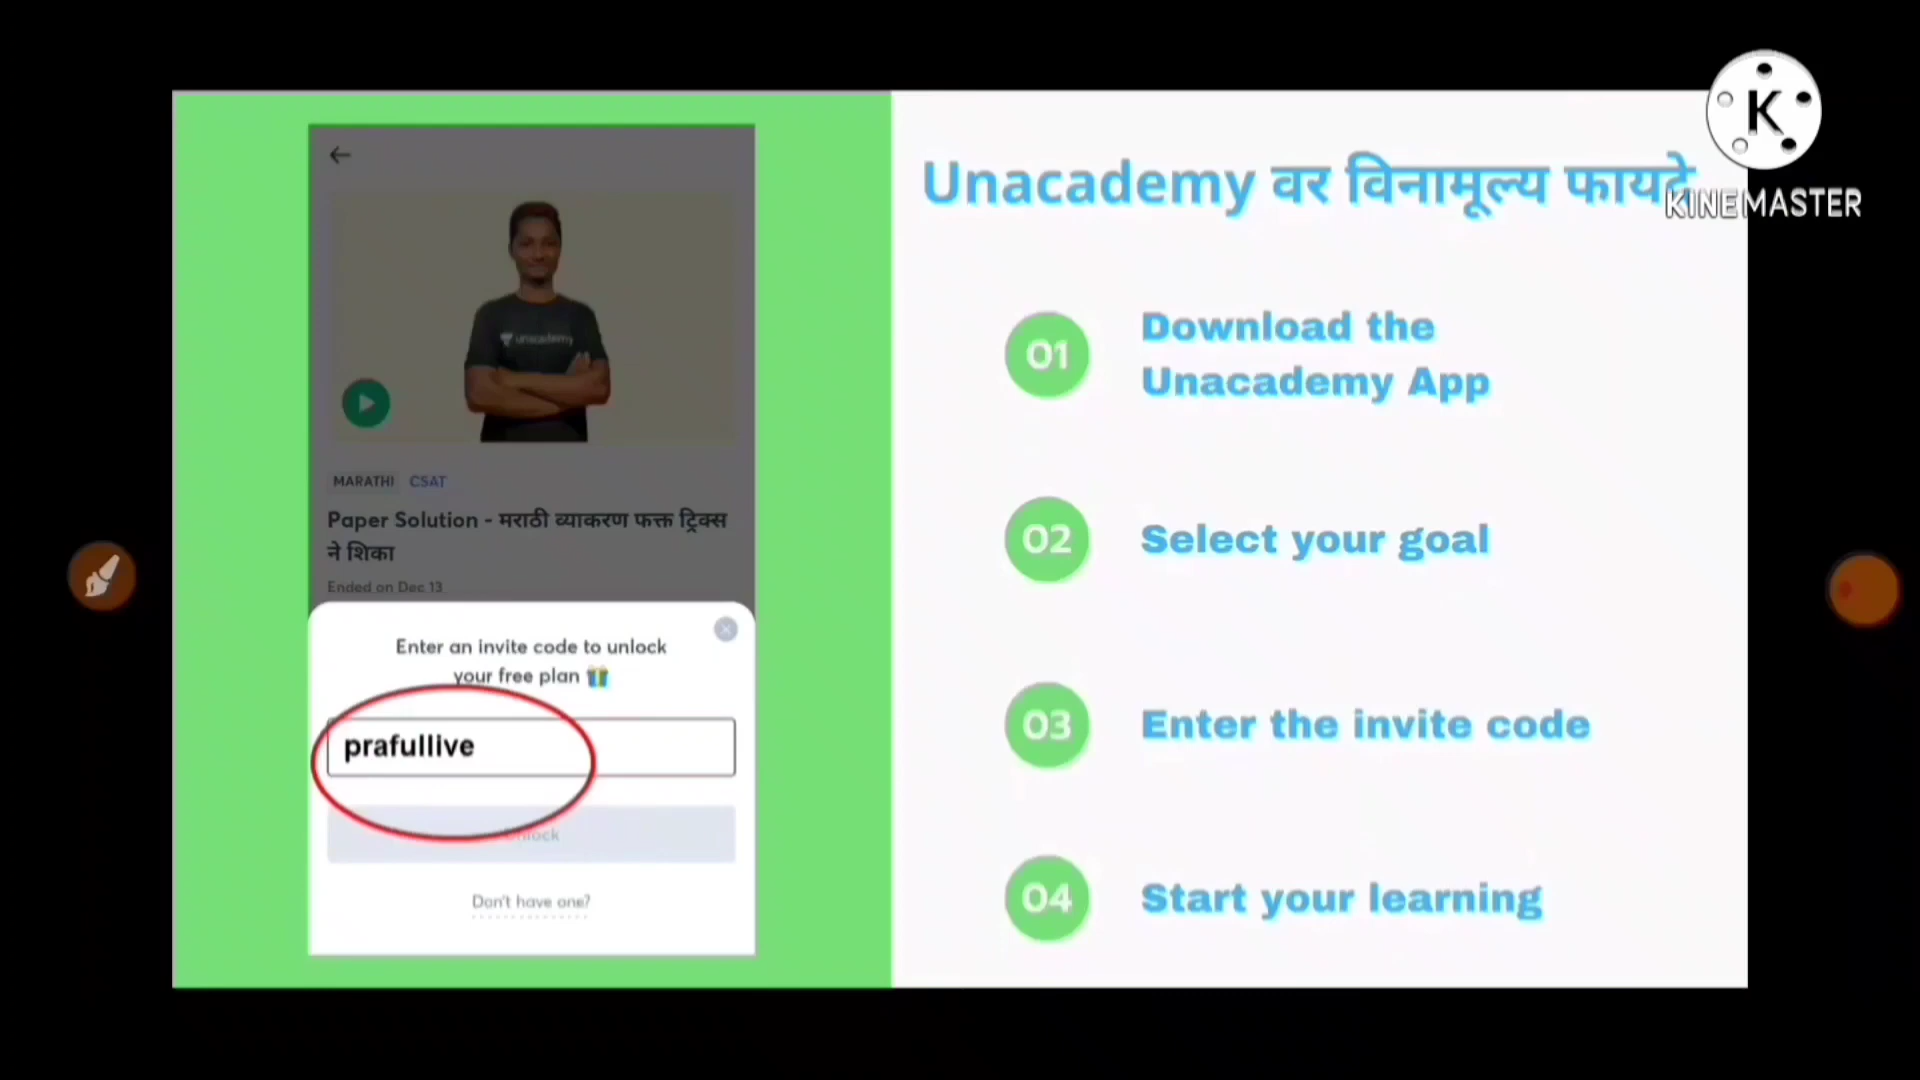 K
KINEMASTER
Unacademy वर विनामूल्य फायदे
unacademy
MARATHI CSAT
Paper Solution - मराठी व्याकरण फक्त ट्रिक्स
ने शिका
Ended on Dec 13
Enter an invite code to unlock
your free plan
prafullive
Unlock
Don't have one?
01
Download the
Unacademy App
02
Select your goal
03
Enter the invite code
04
Start your learning